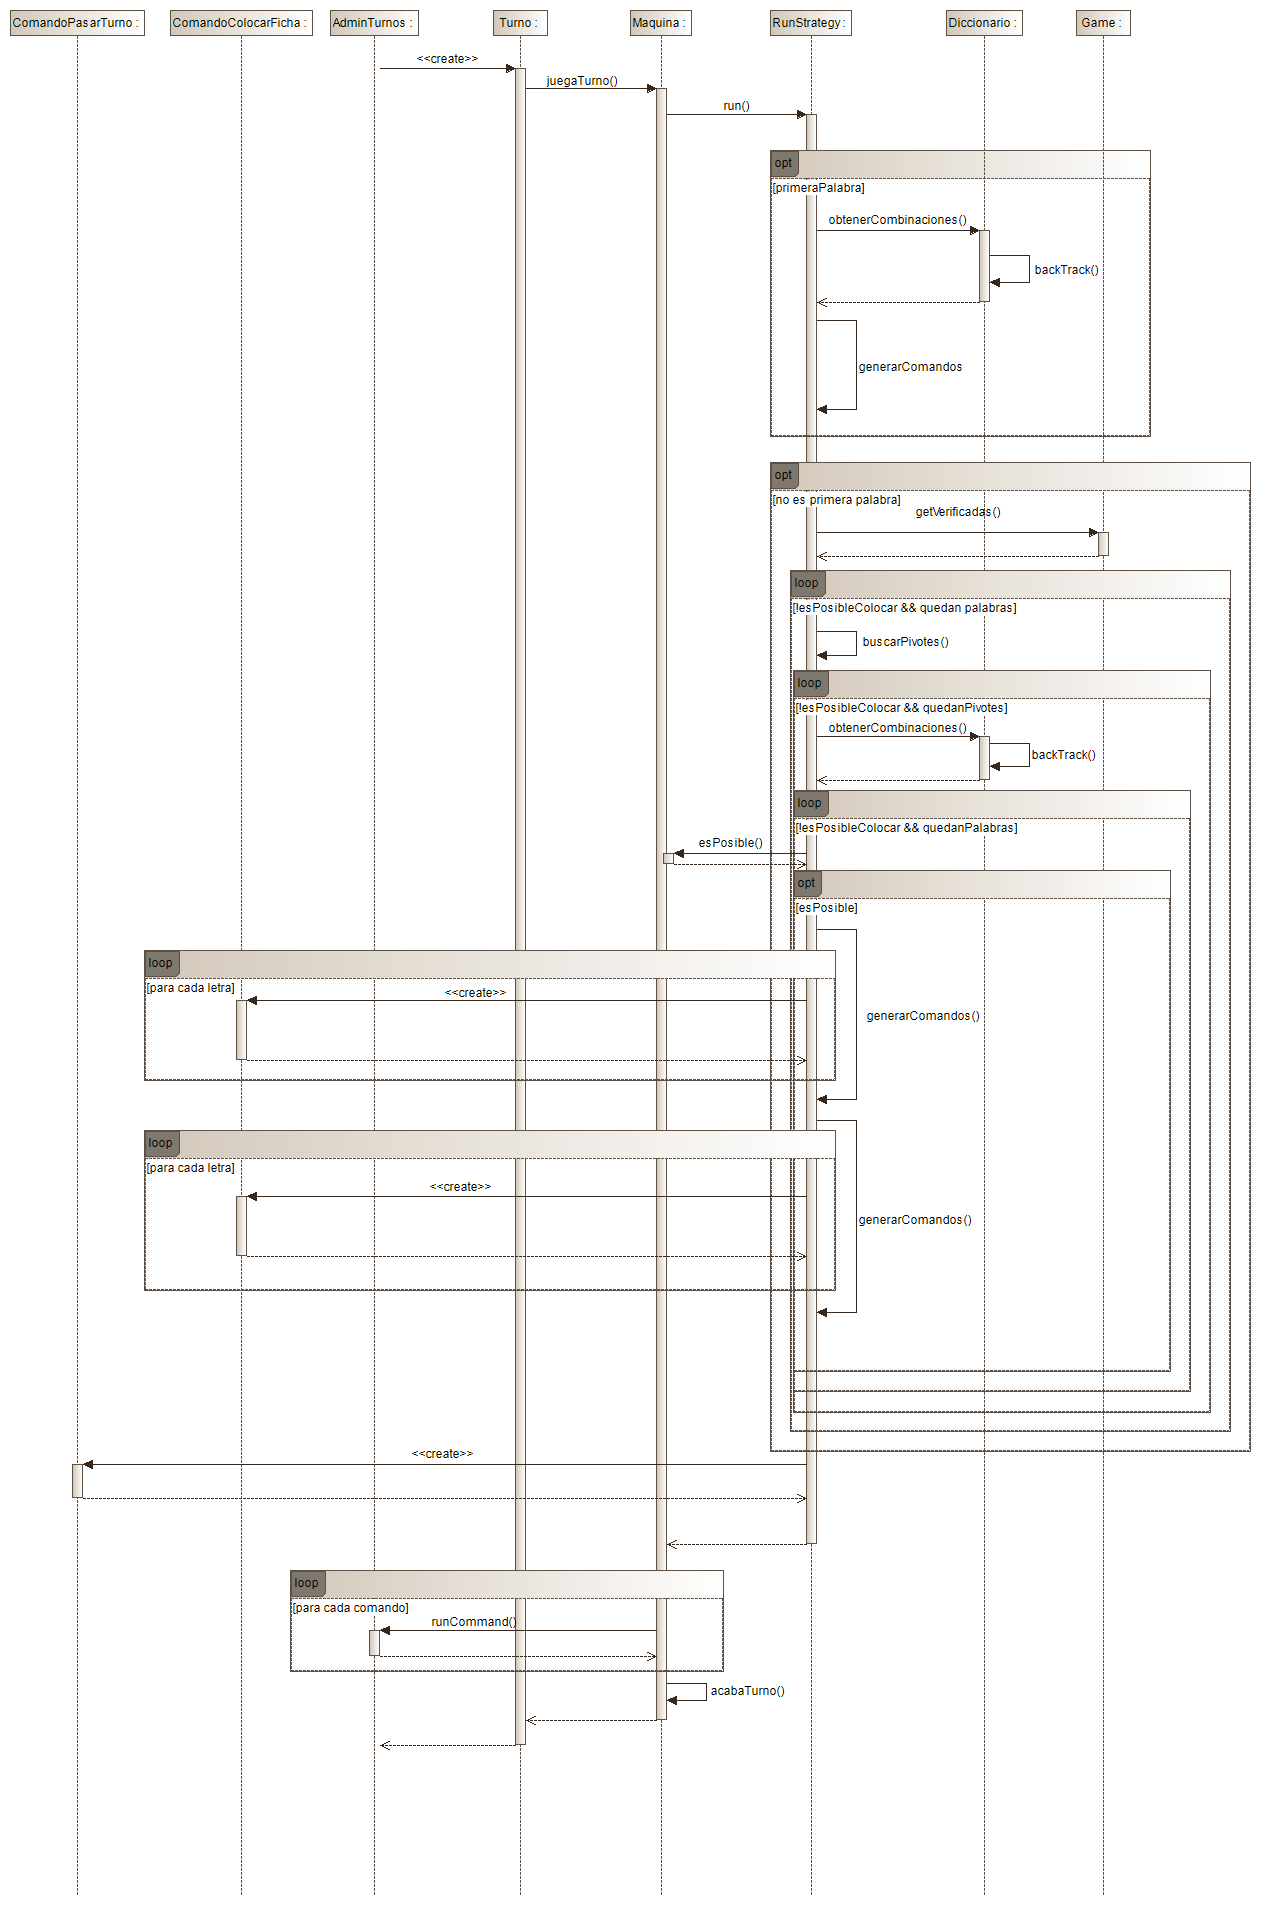 ComandoPasarTurno :
ComandoColocarFicha :
AdminTurnos :
Turno :
Maquina :
RunStrategy :
Diccionario :
Game :
<<create>>
juegaTurno()
run()
opt
[primeraPalabra]
obtenerCombinaciones()
backTrack()
generarComandos
opt
[no es primera palabra]
getVerificadas()
loop
[!esPosibleColocar && quedan palabras]
buscarPivotes()
loop
[!esPosibleColocar && quedanPivotes]
obtenerCombinaciones()
backTrack()
loop
[!esPosibleColocar && quedanPalabras]
esPosible()
opt
[esPosible]
loop
[para cada letra]
<<create>>
generarComandos()
loop
[para cada letra]
<<create>>
generarComandos()
<<create>>
loop
[para cada comando]
runCommand()
acabaTurno()